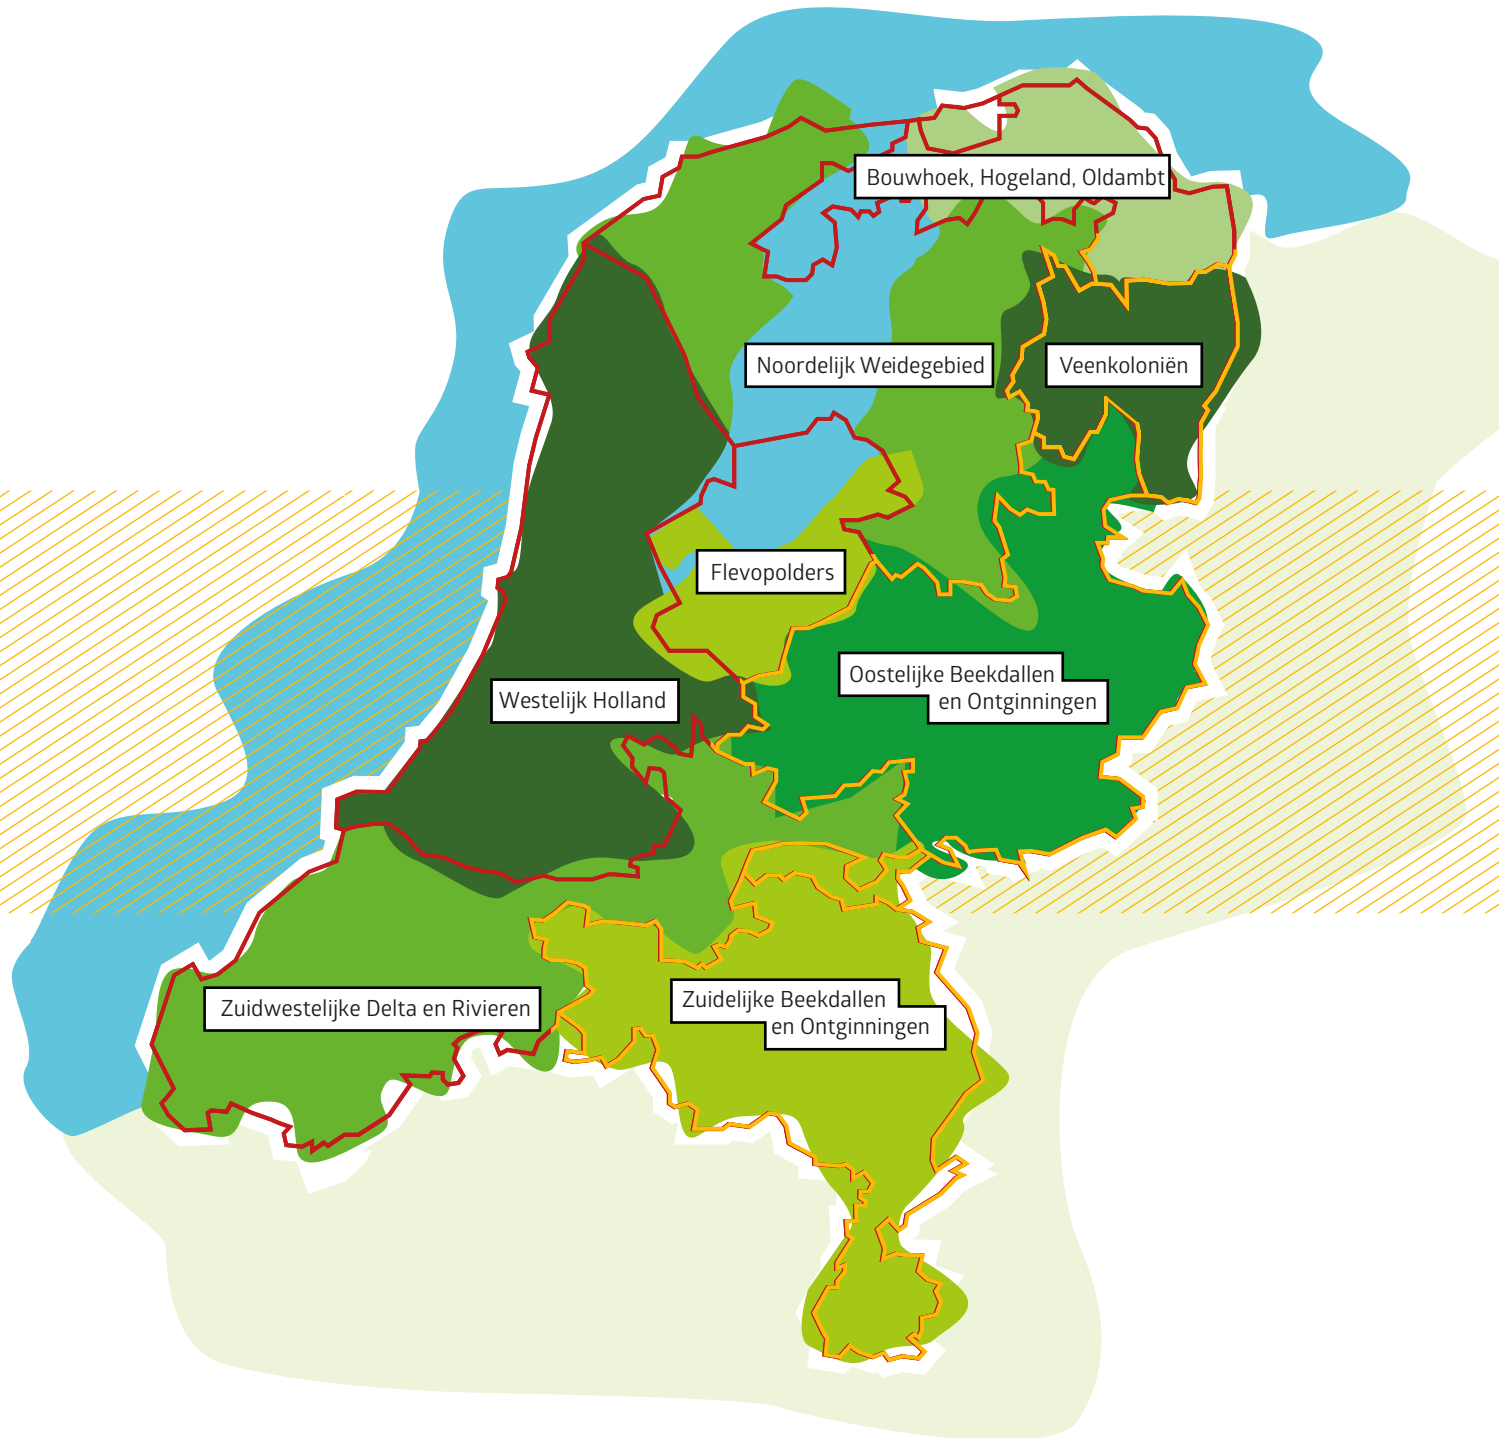 Bouwhoek, Hogeland, Oldambt
Noordelijk Weidegebied
Veenkoloniën
Flevopolders
Oostelijke Beekdallen
en Ontginningen
Westelijk Holland
Zuidelijke Beekdallen
en Ontginningen
Zuidwestelijke Delta en Rivieren